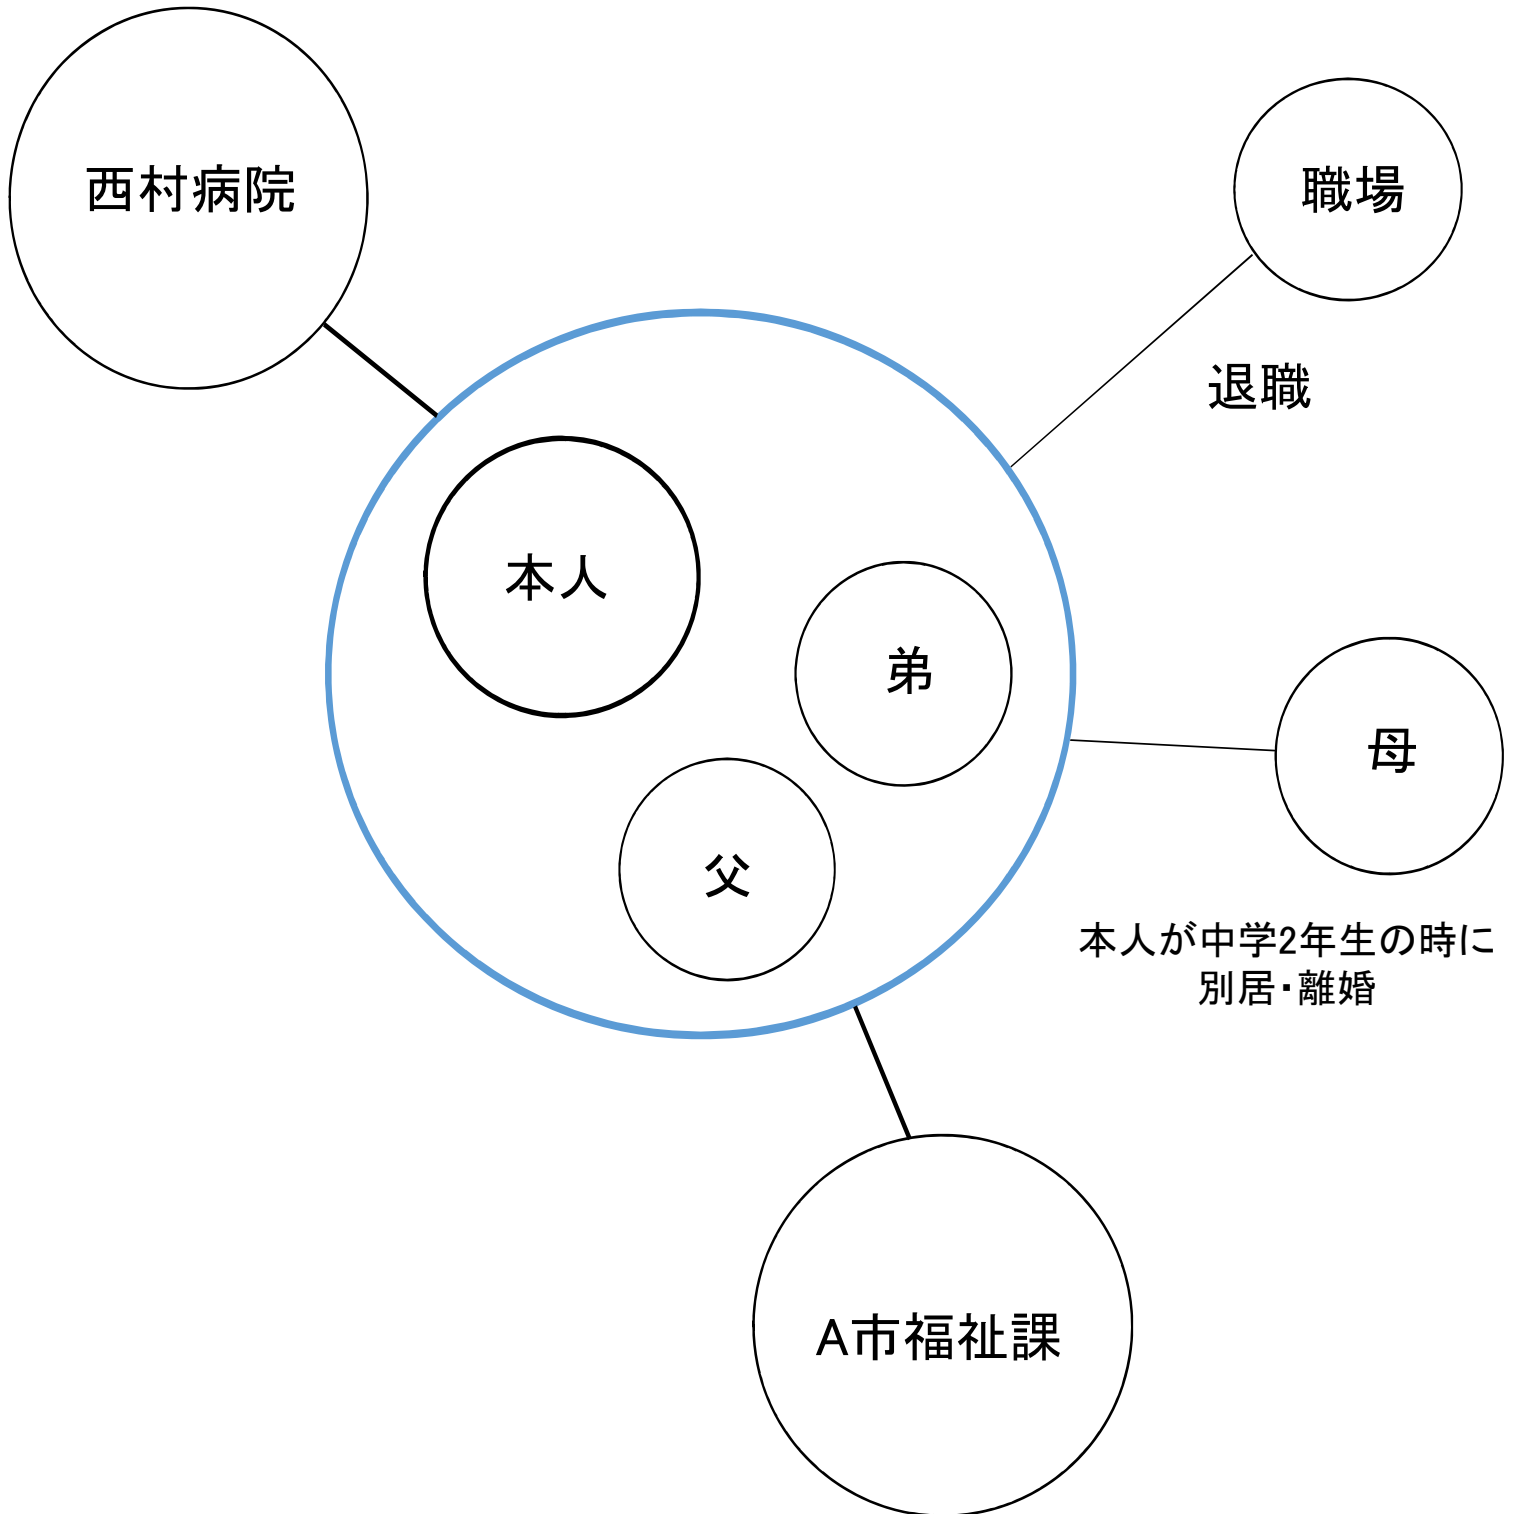 西村病院
職場
退職
本人
弟
母
父
本人が中学2年生の時に
別居・離婚
A市福祉課